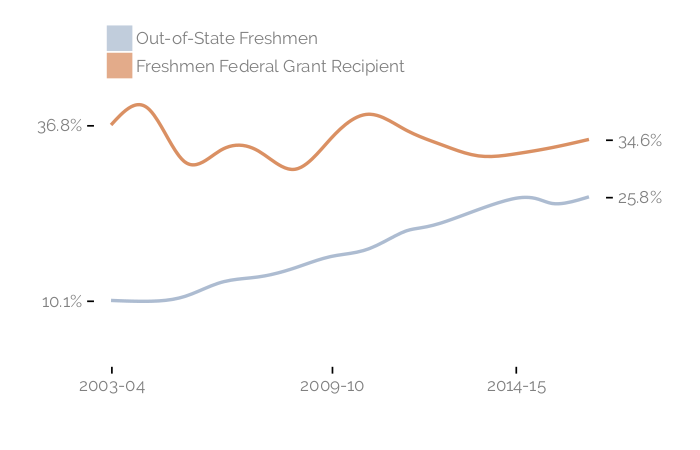 Out-of-State Freshmen
Freshmen Federal Grant Recipient
36.8%
34.6%
25.8%
10.1%
2003-04 2009-10 2014-15